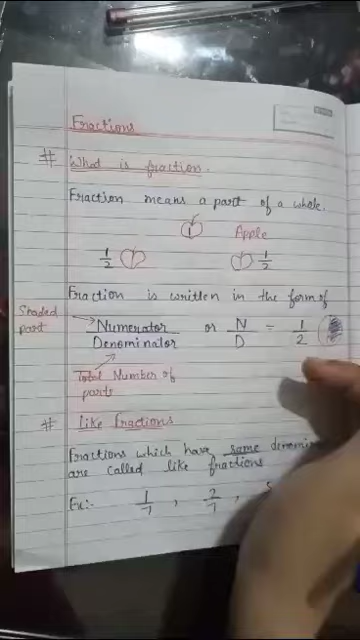 Fractions
# What is fraction.
Fraction means a part of a whole.
1 Apple
1/2 1/2
Fraction is written in the form of
Shaded part Numerator/Denominator or N/D = 1/2
Total Number of parts
# Like Fractions
Fractions which have same
are called like fractions
Ex:- 1/7, 2/7,